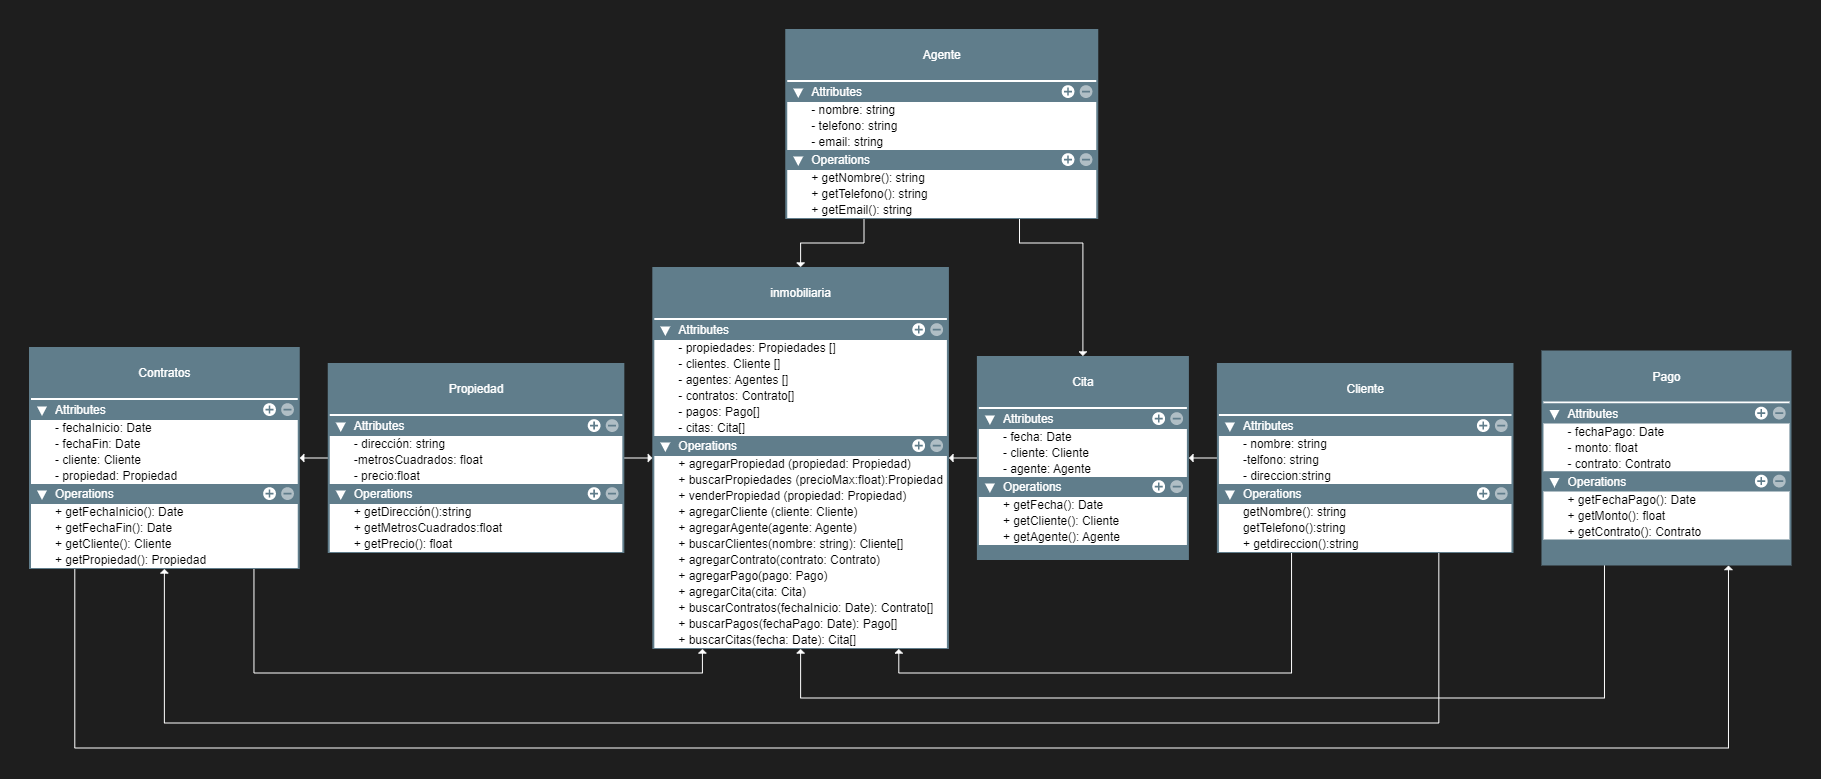 Agente
Attributes
- nombre: string
- telefono: string
- email: string
Operations
+ getNombre(): string
+ getTelefono(): string
+ getEmail(): string
inmobiliaria
Attributes
- propiedades: Propiedades []
- clientes. Cliente []
- agentes: Agentes []
- contratos: Contrato[]
- pagos: Pago[]
- citas: Cita[]
Operations
+ agregarPropiedad (propiedad: Propiedad)
+ buscarPropiedades (precioMax:float):Propiedad
+ venderPropiedad (propiedad: Propiedad)
+ agregarCliente (cliente: Cliente)
+ agregarAgente(agente: Agente)
+ buscarClientes(nombre: string): Cliente[]
+ agregarContrato(contrato: Contrato)
+ agregarPago(pago: Pago)
+ agregarCita(cita: Cita)
+ buscarContratos(fechaInicio: Date): Contrato[]
+ buscarPagos(fechaPago: Date): Pago[]
+ buscarCitas(fecha: Date): Cita[]
Contratos
Attributes
- fechaInicio: Date
- fechaFin: Date
- cliente: Cliente
- propiedad: Propiedad
Operations
+ getFechaInicio(): Date
+ getFechaFin(): Date
+ getCliente(): Cliente
+ getPropiedad(): Propiedad
Propiedad
Attributes
- dirección: string
-metrosCuadrados: float
- precio:float
Operations
+ getDirección():string
+ getMetrosCuadrados:float
+ getPrecio(): float
Cita
Attributes
- fecha: Date
- cliente: Cliente
- agente: Agente
Operations
+ getFecha(): Date
+ getCliente(): Cliente
+ getAgente(): Agente
Cliente
Attributes
- nombre: string
-telfono: string
- direccion:string
Operations
getNombre(): string
getTelefono():string
+ getdireccion():string
Pago
Attributes
- fechaPago: Date
- monto: float
- contrato: Contrato
Operations
+ getFechaPago(): Date
+ getMonto(): float
+ getContrato(): Contrato